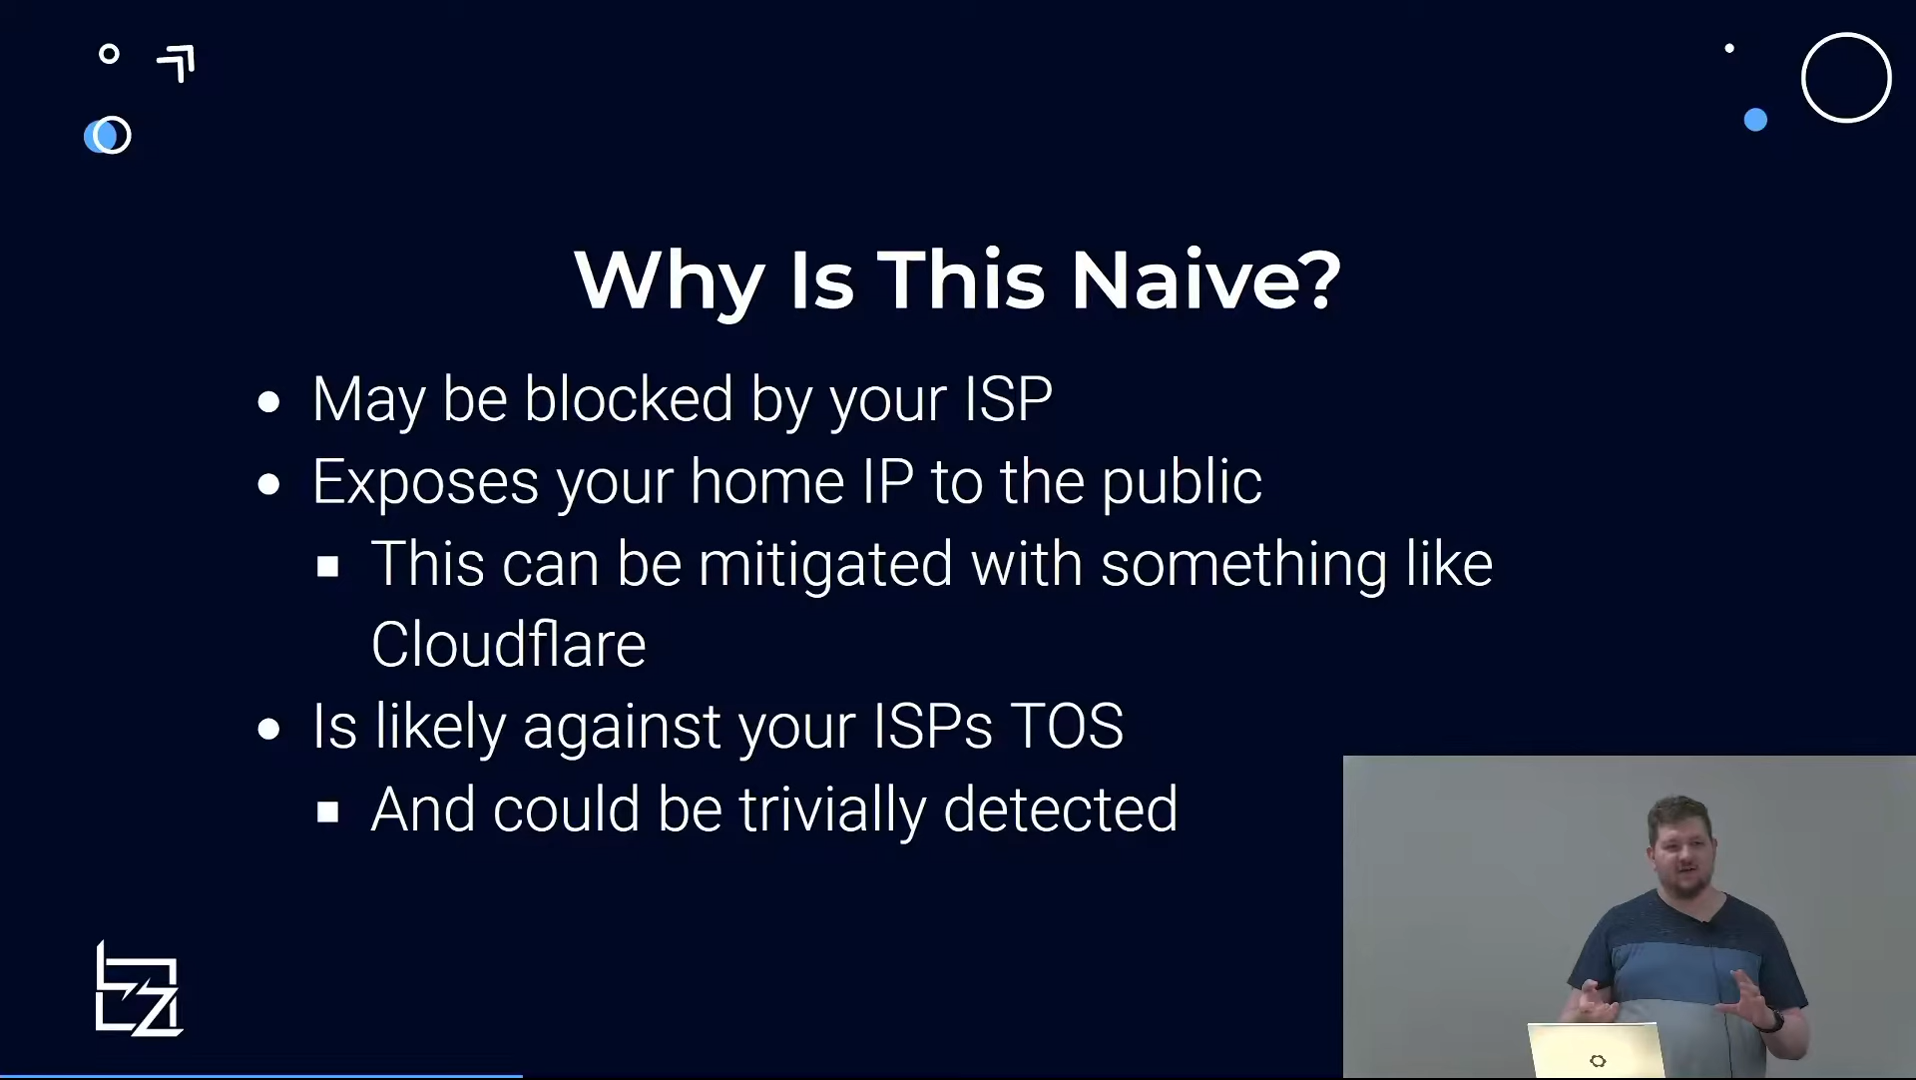 Why Is This Naive?
May be blocked by your ISP
Exposes your home IP to the public
This can be mitigated with something like
Cloudflare
Is likely against your ISPs TOS
And could be trivially detected